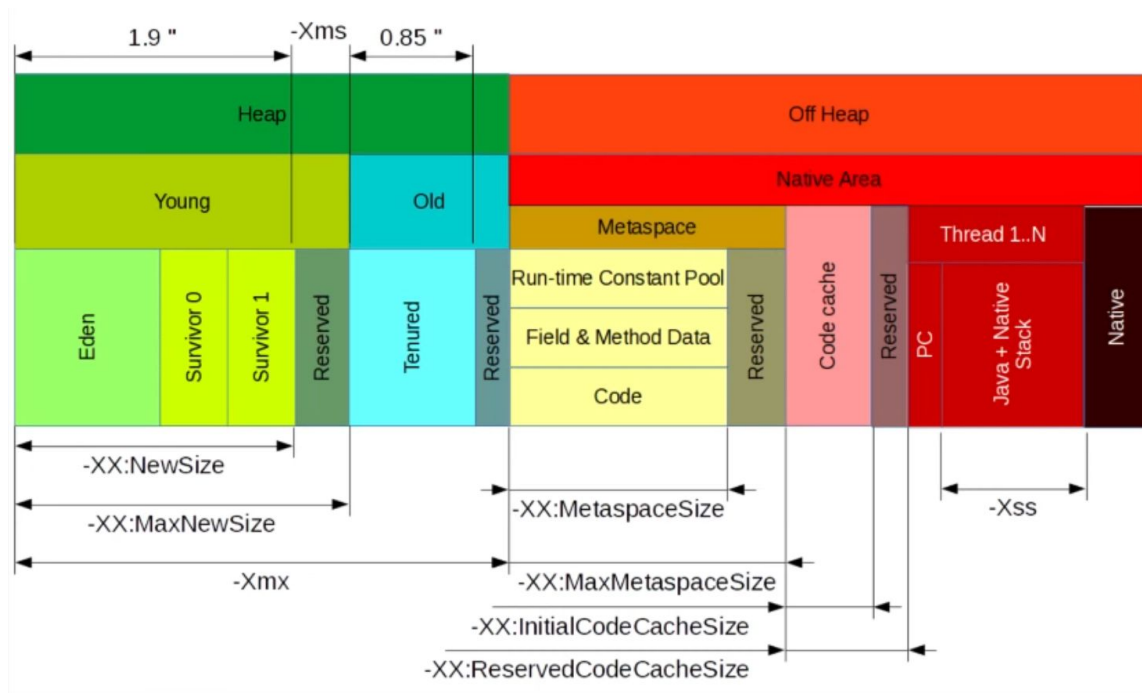 1.9 "
-Xms
0.85 "
Heap
Off Heap
Young
Old
Native Area
Metaspace
Thread 1..N
Eden
Survivor 0
Survivor 1
Reserved
Tenured
Reserved
Run-time Constant Pool
Field & Method Data
Code
Reserved
Code cache
Reserved
PC
Java + Native
Stack
Native
-XX:NewSize
-XX:MetaspaceSize
-Xss
-XX:MaxNewSize
-Xmx
-XX:MaxMetaspaceSize
-XX:InitialCodeCacheSize
-XX:ReservedCodeCacheSize